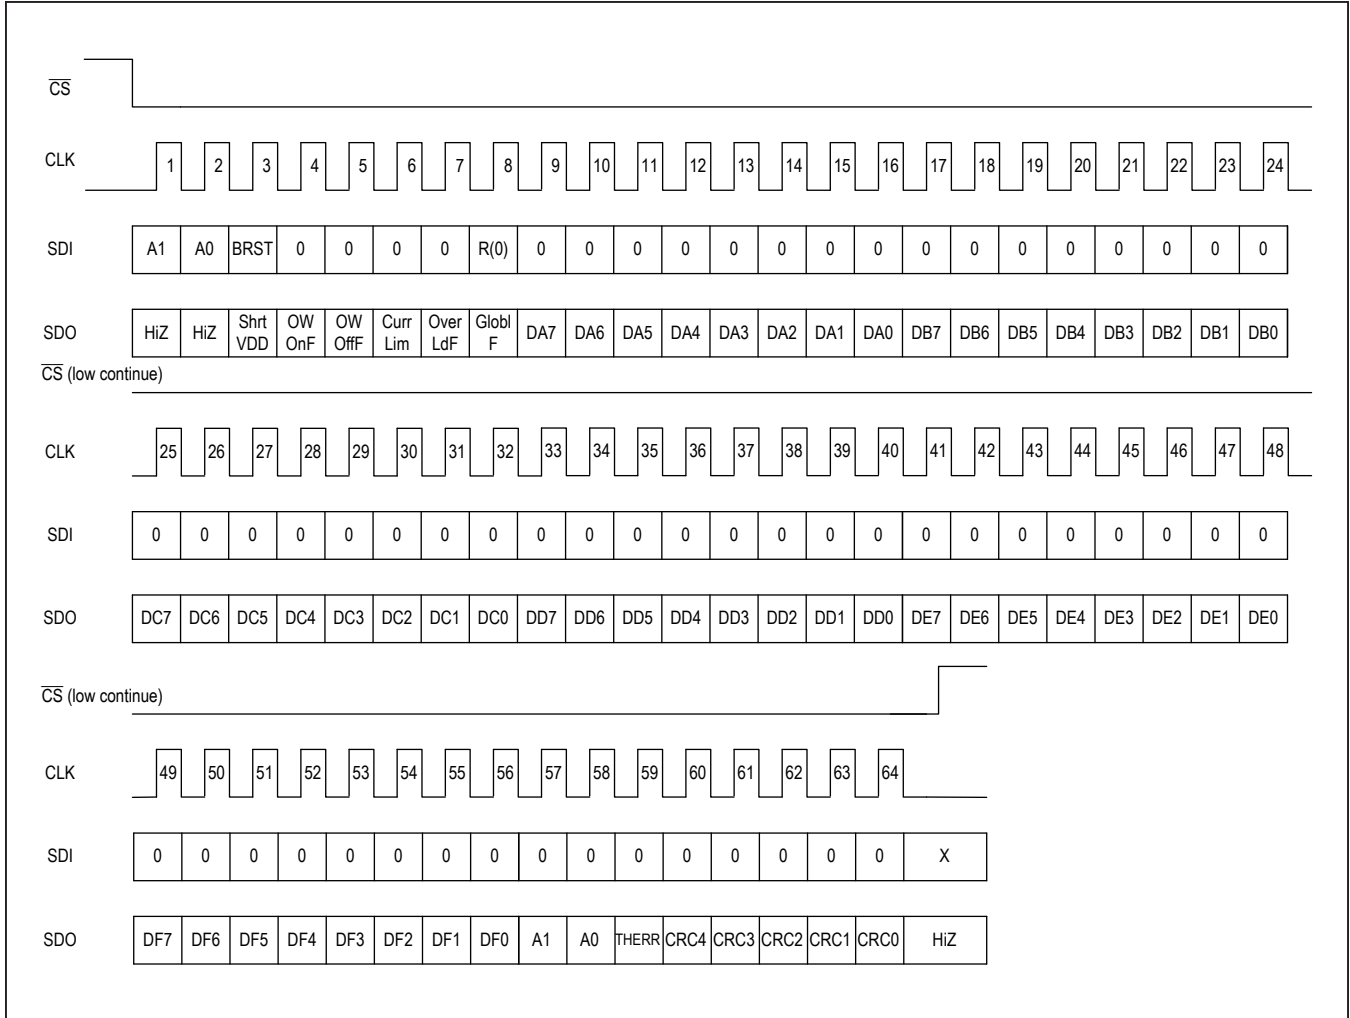 CS
CLK 1 2 3 4 5 6 7 8 9 10 11 12 13 14 15 16 17 18 19 20 21 22 23 24
SDI A1 A0 BRST 0 0 0 0 R(0) 0 0 0 0 0 0 0 0 0 0 0 0 0 0 0 0
SDO HiZ HiZ Shrt VDD OW OnF OW OffF Curr Lim Over LdF Globl F DA7 DA6 DA5 DA4 DA3 DA2 DA1 DA0 DB7 DB6 DB5 DB4 DB3 DB2 DB1 DB0
CS (low continue)
CLK 25 26 27 28 29 30 31 32 33 34 35 36 37 38 39 40 41 42 43 44 45 46 47 48
SDI 0 0 0 0 0 0 0 0 0 0 0 0 0 0 0 0 0 0 0 0 0 0 0 0
SDO DC7 DC6 DC5 DC4 DC3 DC2 DC1 DC0 DD7 DD6 DD5 DD4 DD3 DD2 DD1 DD0 DE7 DE6 DE5 DE4 DE3 DE2 DE1 DE0
CS (low continue)
CLK 49 50 51 52 53 54 55 56 57 58 59 60 61 62 63 64
SDI 0 0 0 0 0 0 0 0 0 0 0 0 0 0 0 0 X
SDO DF7 DF6 DF5 DF4 DF3 DF2 DF1 DF0 A1 A0 THERR CRC4 CRC3 CRC2 CRC1 CRC0 HiZ